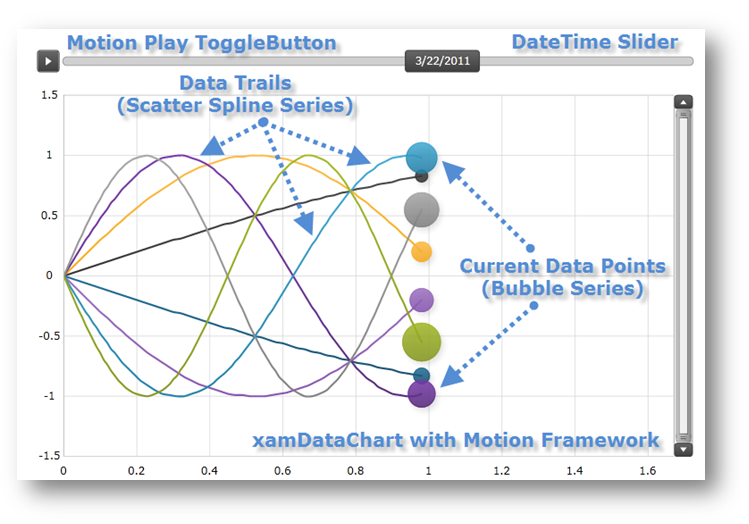 Motion Play ToggleButton
DateTime Slider
3/22/2011
Data Trails
(Scatter Spline Series)
1.5
1
0.5
0
-0.5
-1
-1.5
Current Data Points
(Bubble Series)
xamDataChart with Motion Framework
0
0.2
0.4
0.6
0.8
1
1.2
1.4
1.6